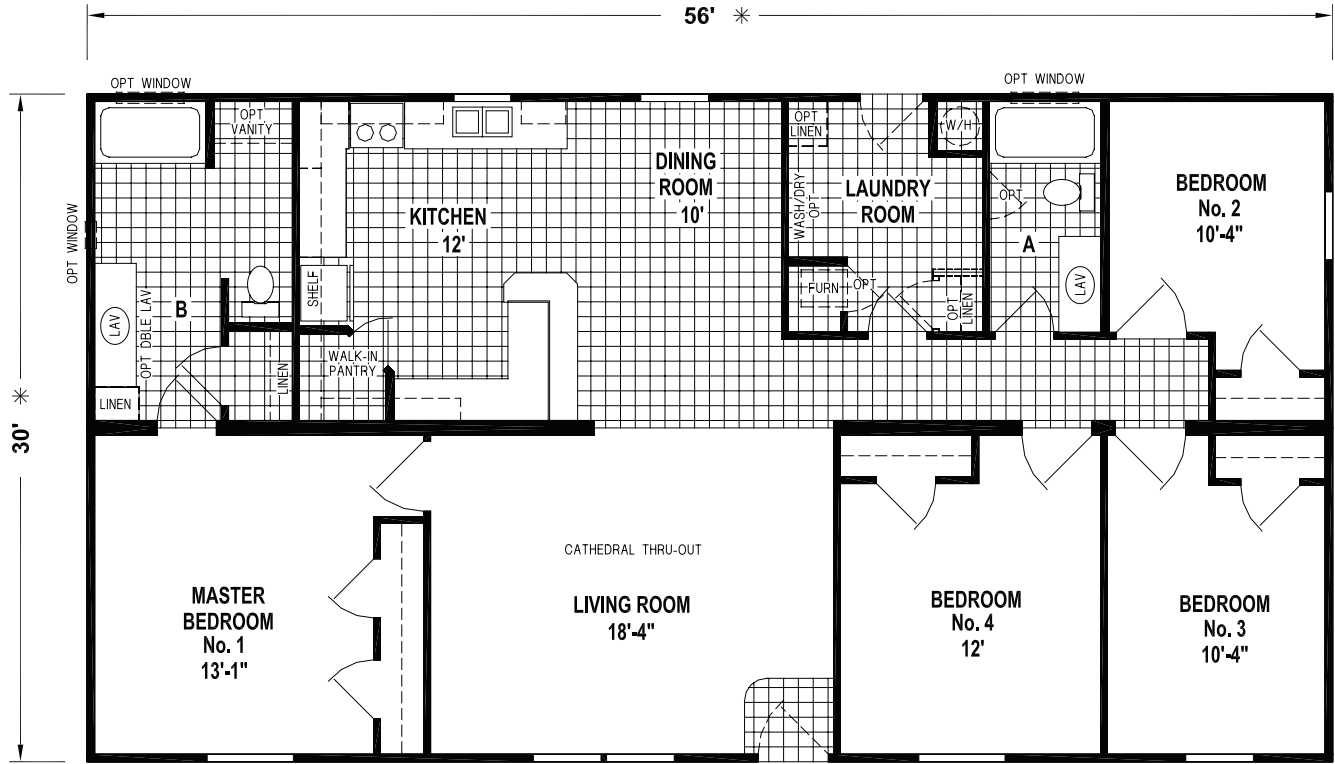 56' ✳
OPT WINDOW
OPT WINDOW
OPT
VANITY
OPT
LINEN
W/H
DINING
ROOM
10'
LAUNDRY
ROOM
WASH/DRY
OPT
OPT
A
BEDROOM
No. 2
10'-4"
KITCHEN
12'
OPT WINDOW
SHELF
FURN
OPT
OPT
LINEN
LAV
LAV
OPT DBLE LAV
B
WALK-IN
PANTRY
LINEN
LINEN
30' ✳
CATHEDRAL THRU-OUT
MASTER
BEDROOM
No. 1
13'-1"
LIVING ROOM
18'-4"
BEDROOM
No. 4
12'
BEDROOM
No. 3
10'-4"